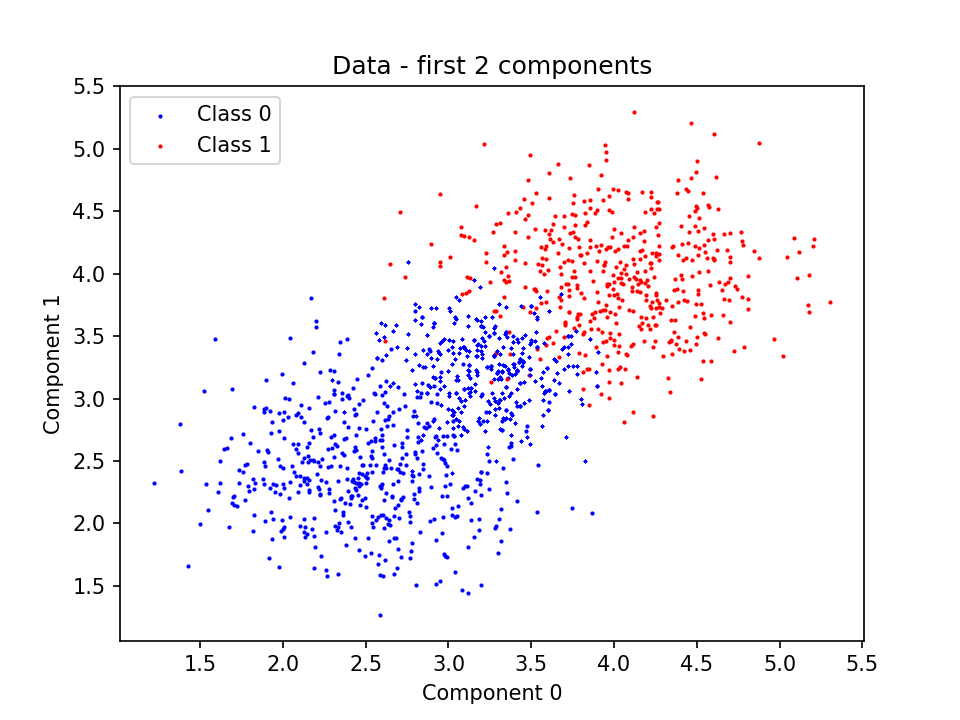 Data - first 2 components
Class 0
Class 1
5.5
5.0
4.5
4.0
3.5
3.0
2.5
2.0
1.5
Component 1
1.5 2.0 2.5 3.0 3.5 4.0 4.5 5.0 5.5
Component 0